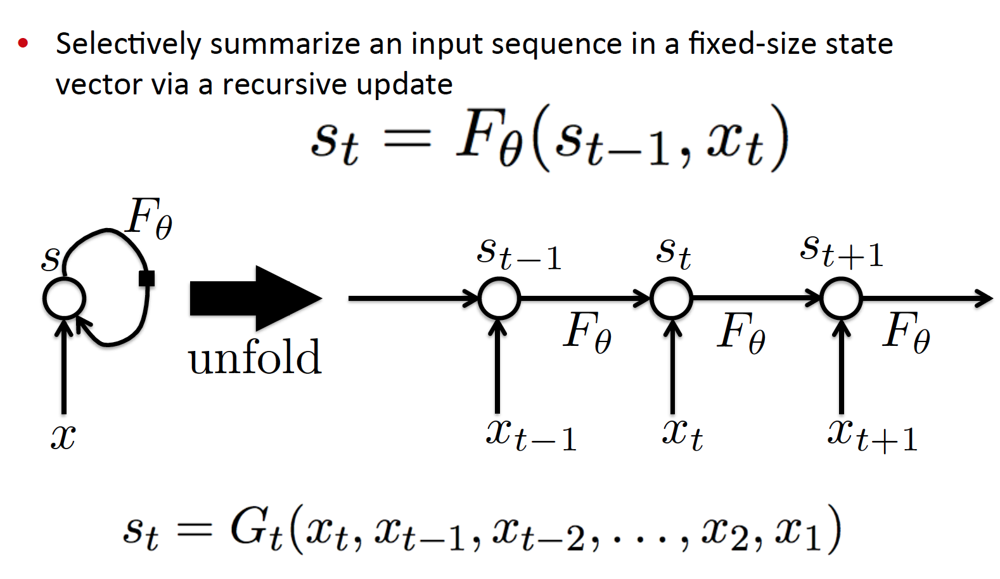 • Selectively summarize an input sequence in a fixed-size state
vector via a recursive update
s_t = F_θ(s_{t−1}, x_t)
F_θ
s
x
unfold
s_{t−1} s_t s_{t+1}
F_θ F_θ F_θ
x_{t−1} x_t x_{t+1}
s_t = G_t(x_t, x_{t−1}, x_{t−2}, . . . , x_2, x_1)